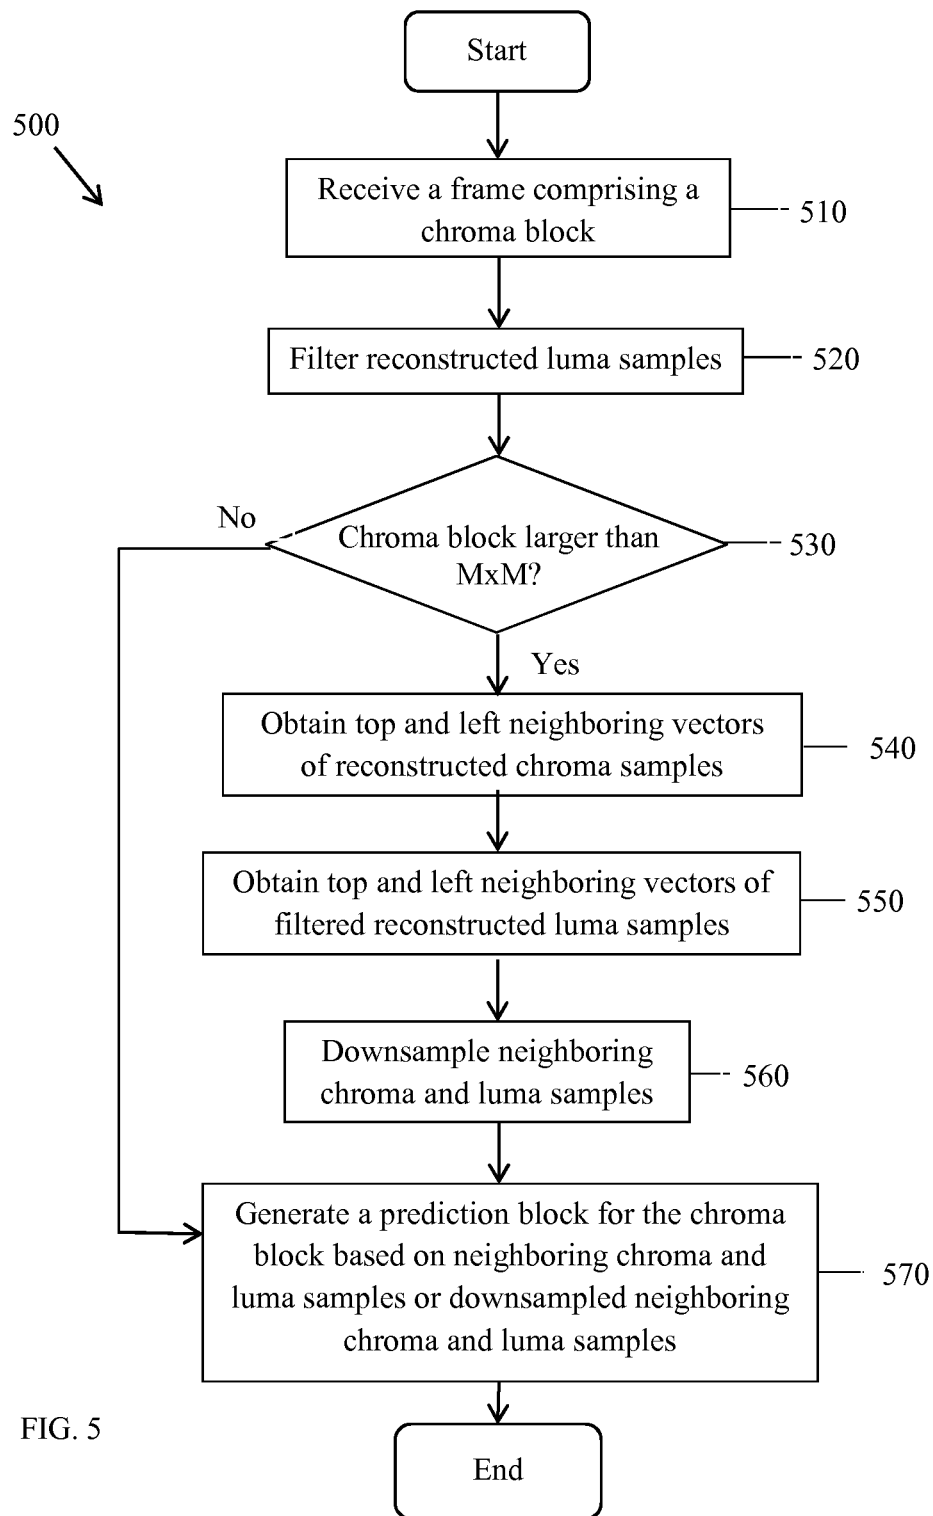 Start
500
Receive a frame comprising a
chroma block
510
Filter reconstructed luma samples
520
No
Chroma block larger than
MxM?
530
Yes
Obtain top and left neighboring vectors
of reconstructed chroma samples
540
Obtain top and left neighboring vectors of
filtered reconstructed luma samples
550
Downsample neighboring
chroma and luma samples
560
Generate a prediction block for the chroma
block based on neighboring chroma and
luma samples or downsampled neighboring
chroma and luma samples
570
FIG. 5
End